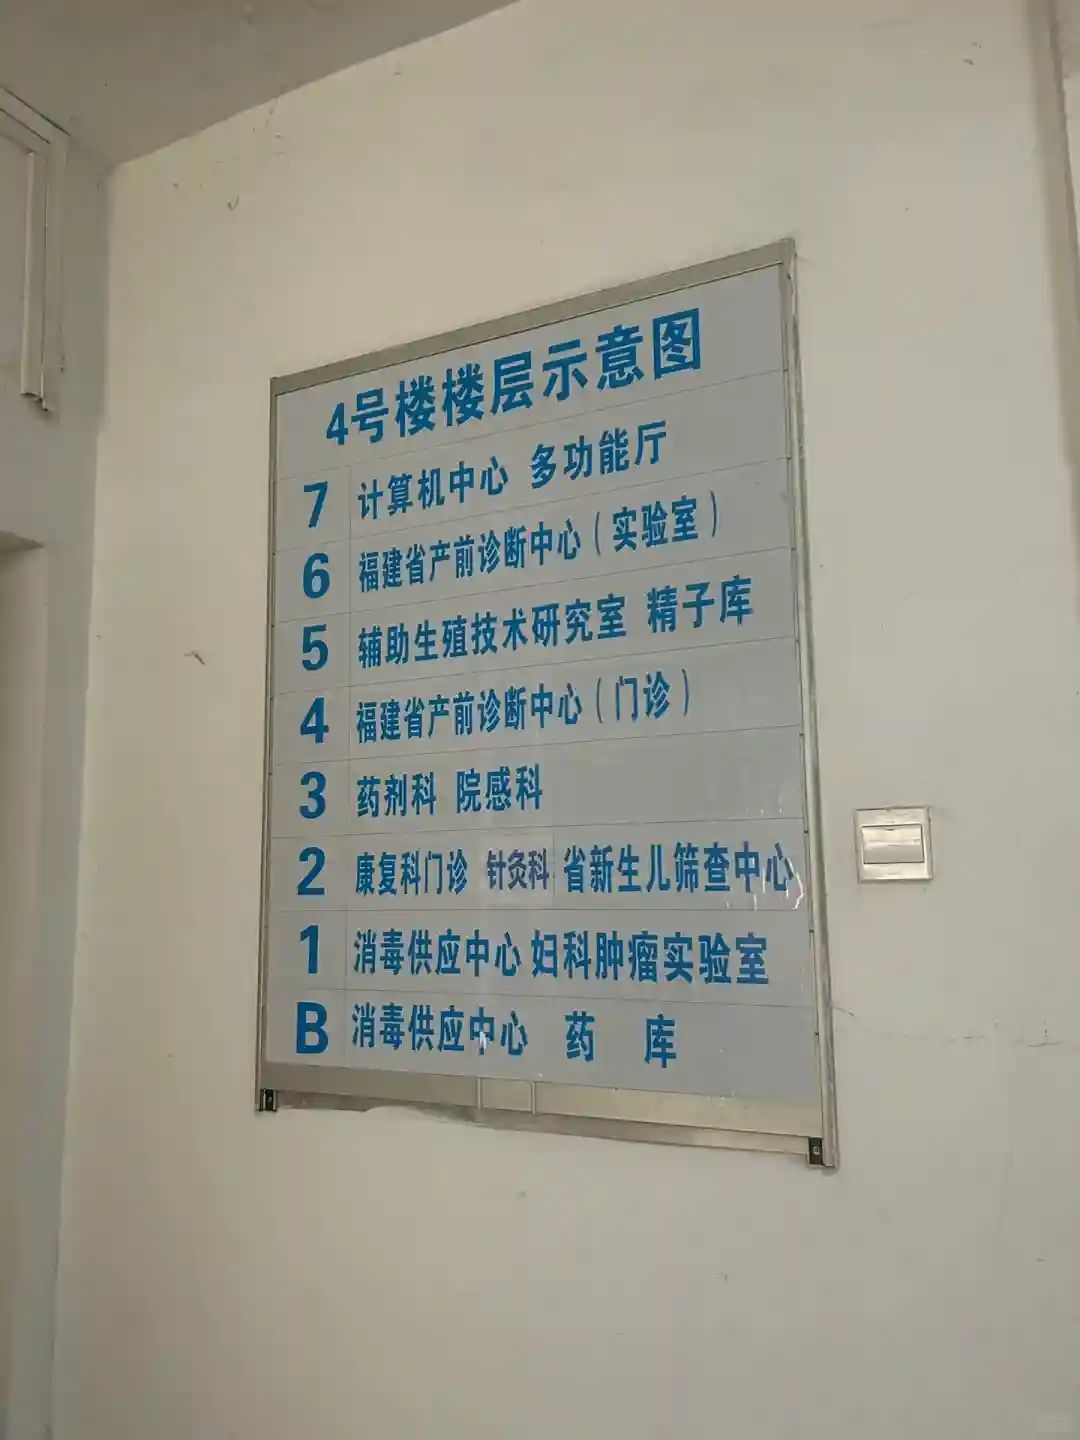 4号楼楼层示意图
7 计算机中心 多功能厅
6 福建省产前诊断中心（实验室）
5 辅助生殖技术研究室 精子库
4 福建省产前诊断中心（门诊）
3 药剂科 院感科
2 康复科门诊 针灸科 省新生儿筛查中心
1 消毒供应中心 妇科肿瘤实验室
B 消毒供应中心 药 库